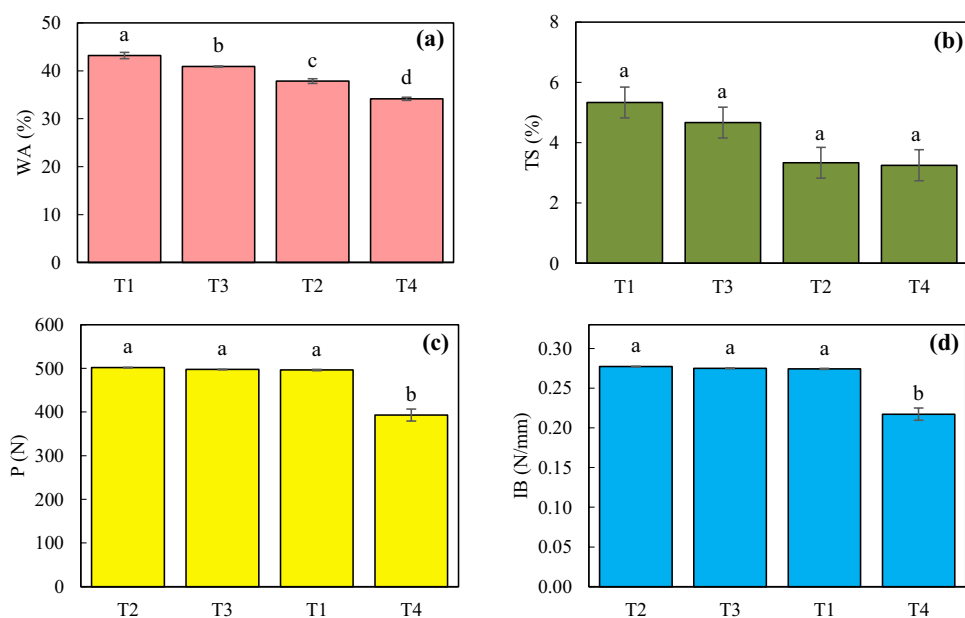 50
40
30
20
10
0
WA (%)
a
b
c
d
(a)
T1 T3 T2 T4
8
6
4
2
0
TS (%)
a
a
a
a
(b)
T1 T3 T2 T4
600
500
400
300
200
100
0
P (N)
a a a
b
(c)
T2 T3 T1 T4
0.30
0.25
0.20
0.15
0.10
0.05
0.00
IB (N/mm)
a a a
b
(d)
T2 T3 T1 T4